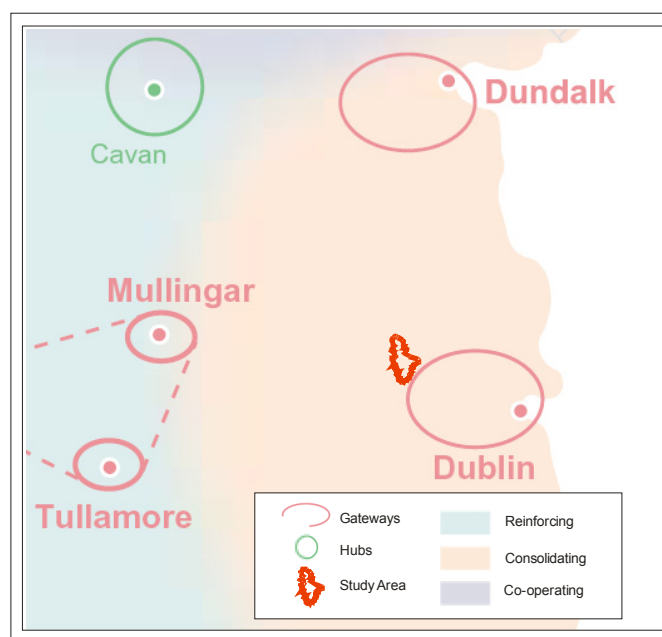 Dundalk
Cavan
Mullingar
Dublin
Tullamore
Gateways
Hubs
Study Area
Reinforcing
Consolidating
Co-operating